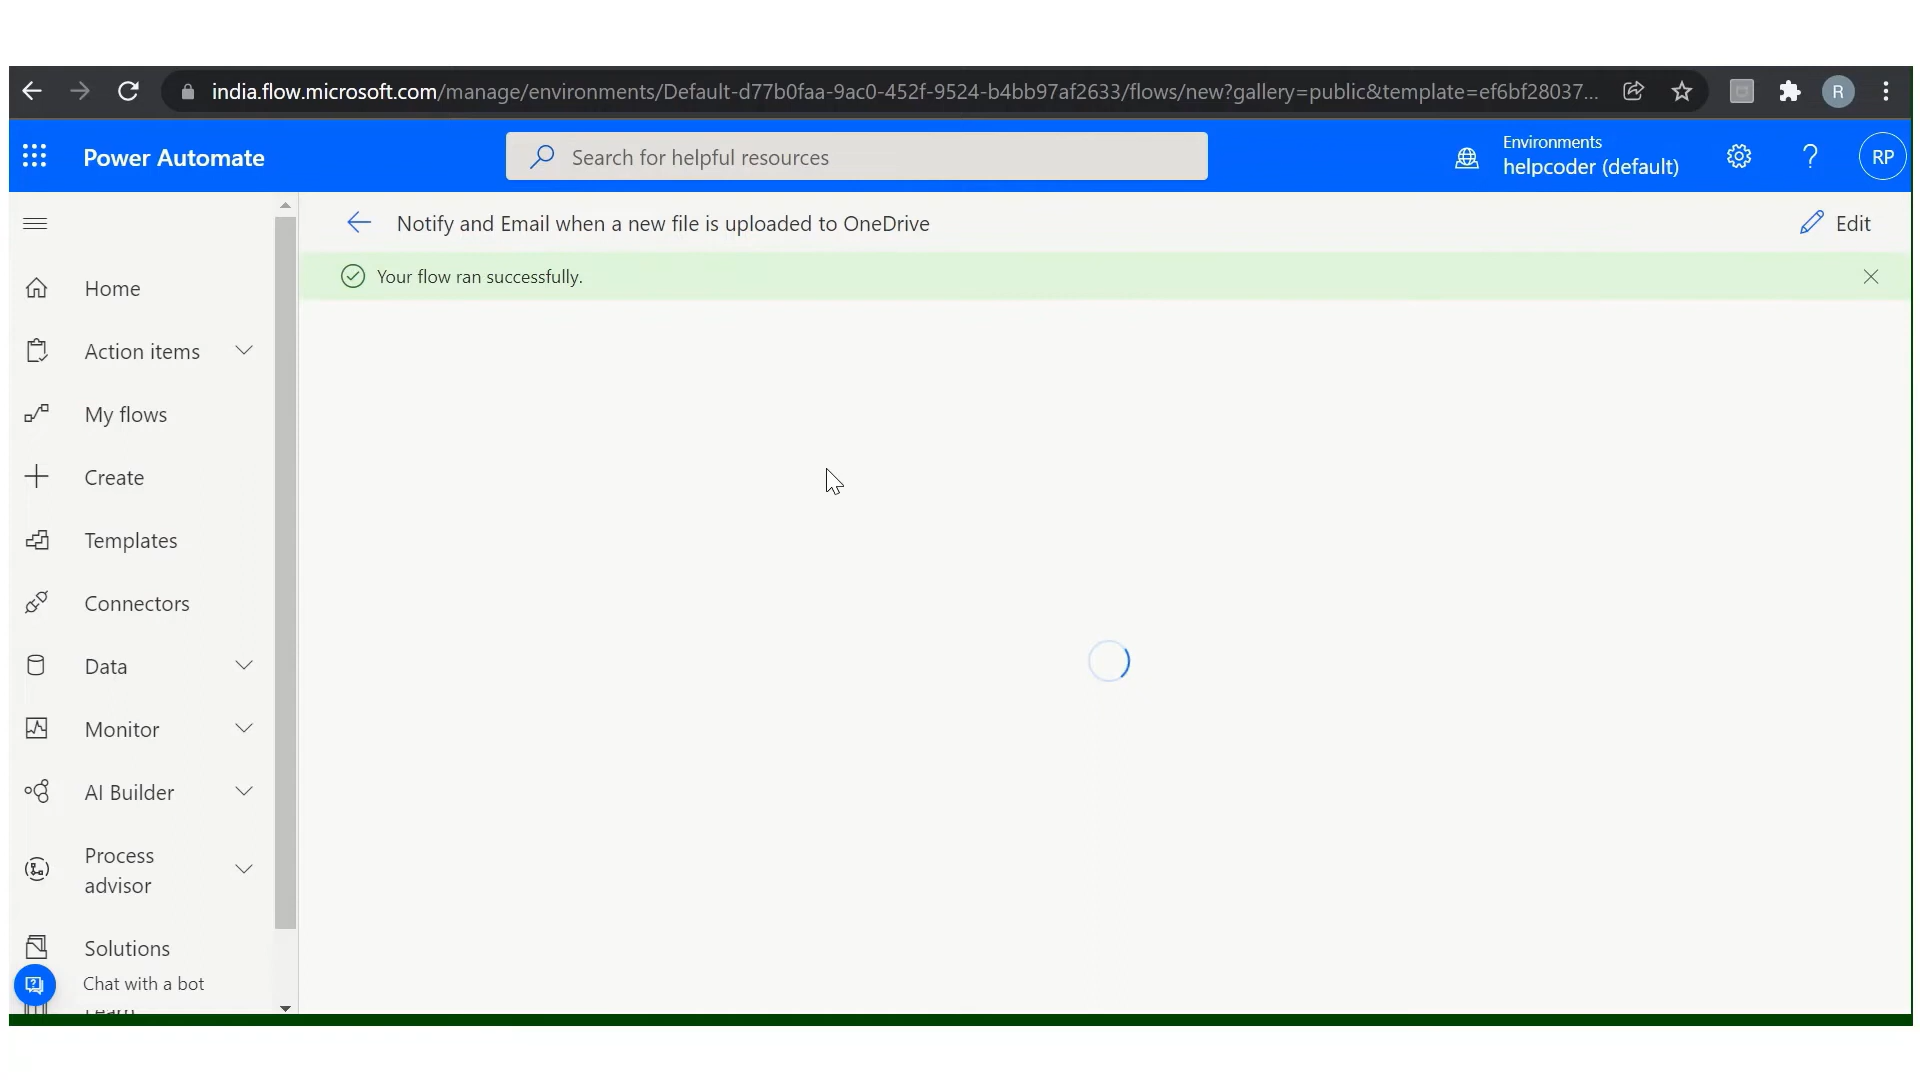 india.flow.microsoft.com/manage/environments/Default-d77b0faa-9ac0-452f-9524-b4bb97af2633/flows/new?gallery=public&template=ef6bf28037...
R
Power Automate
Search for helpful resources
Environments
helpcoder (default)
?
RP
Notify and Email when a new file is uploaded to OneDrive
Edit
Your flow ran successfully.
Home
Action items
My flows
Create
Templates
Connectors
Data
Monitor
AI Builder
Process
advisor
Solutions
Chat with a bot